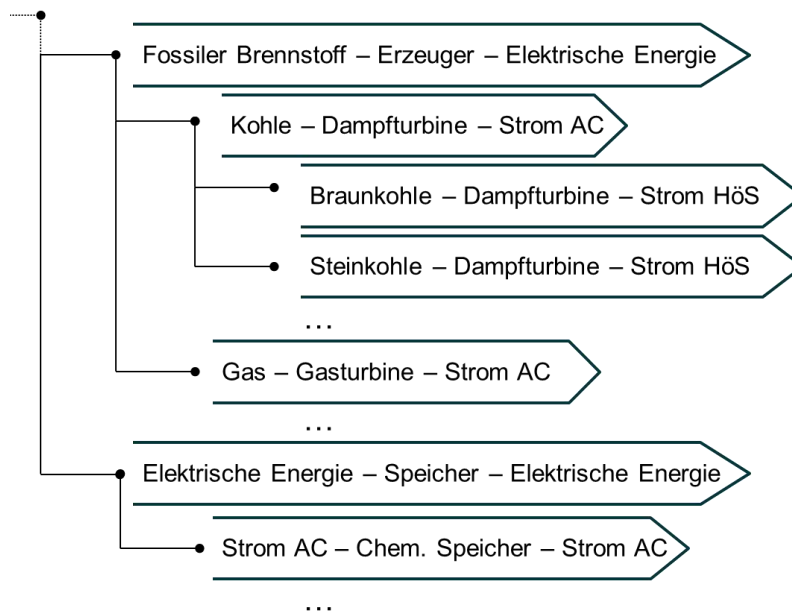 Fossiler Brennstoff – Erzeuger – Elektrische Energie
Kohle – Dampfturbine – Strom AC
Braunkohle – Dampfturbine – Strom HöS
Steinkohle – Dampfturbine – Strom HöS
...
Gas – Gasturbine – Strom AC
...
Elektrische Energie – Speicher – Elektrische Energie
Strom AC – Chem. Speicher – Strom AC
...